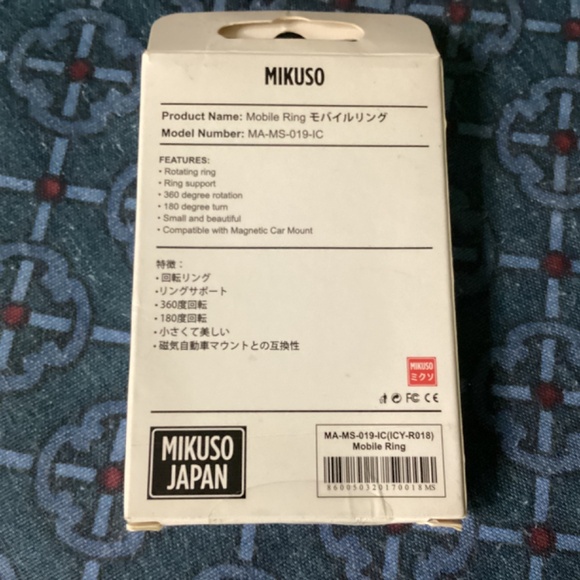 MIKUSO
Product Name: Mobile Ring モバイルリング
Model Number: MA-MS-019-IC
FEATURES:
• Rotating ring
• Ring support
• 360 degree rotation
• 180 degree turn
• Small and beautiful
• Compatible with Magnetic Car Mount
特徴：
• 回転リング
•リングサポート
• 360度回転
• 180度回転
• 小さくて美しい
• 磁気自動車マウントとの互換性
MIKUSO
ミクソ
FC CE
MIKUSO
JAPAN
MA-MS-019-IC(ICY-R018)
Mobile Ring
860050320170018MS